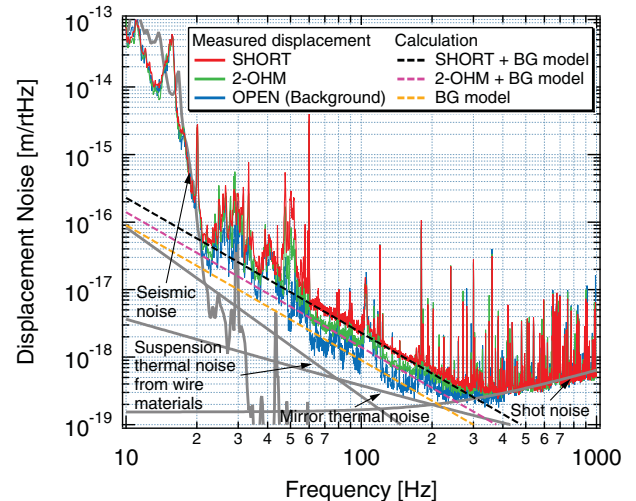 10^-13
10^-14
10^-15
10^-16
10^-17
10^-18
10^-19
Displacement Noise [m/rtHz]
Measured displacement
SHORT
2-OHM
OPEN (Background)
Calculation
SHORT + BG model
2-OHM + BG model
BG model
Seismic
noise
Suspension
thermal noise
from wire
materials
Mirror thermal noise
Shot noise
10 2 3 4 5 6 7 100 2 3 4 5 6 7 1000
Frequency [Hz]